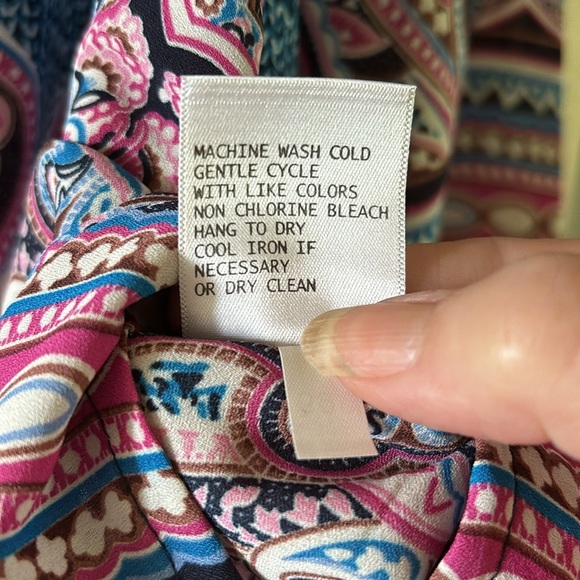 MACHINE WASH COLD
GENTLE CYCLE
WITH LIKE COLORS
NON CHLORINE BLEACH
HANG TO DRY
COOL IRON IF
NECESSARY
OR DRY CLEAN